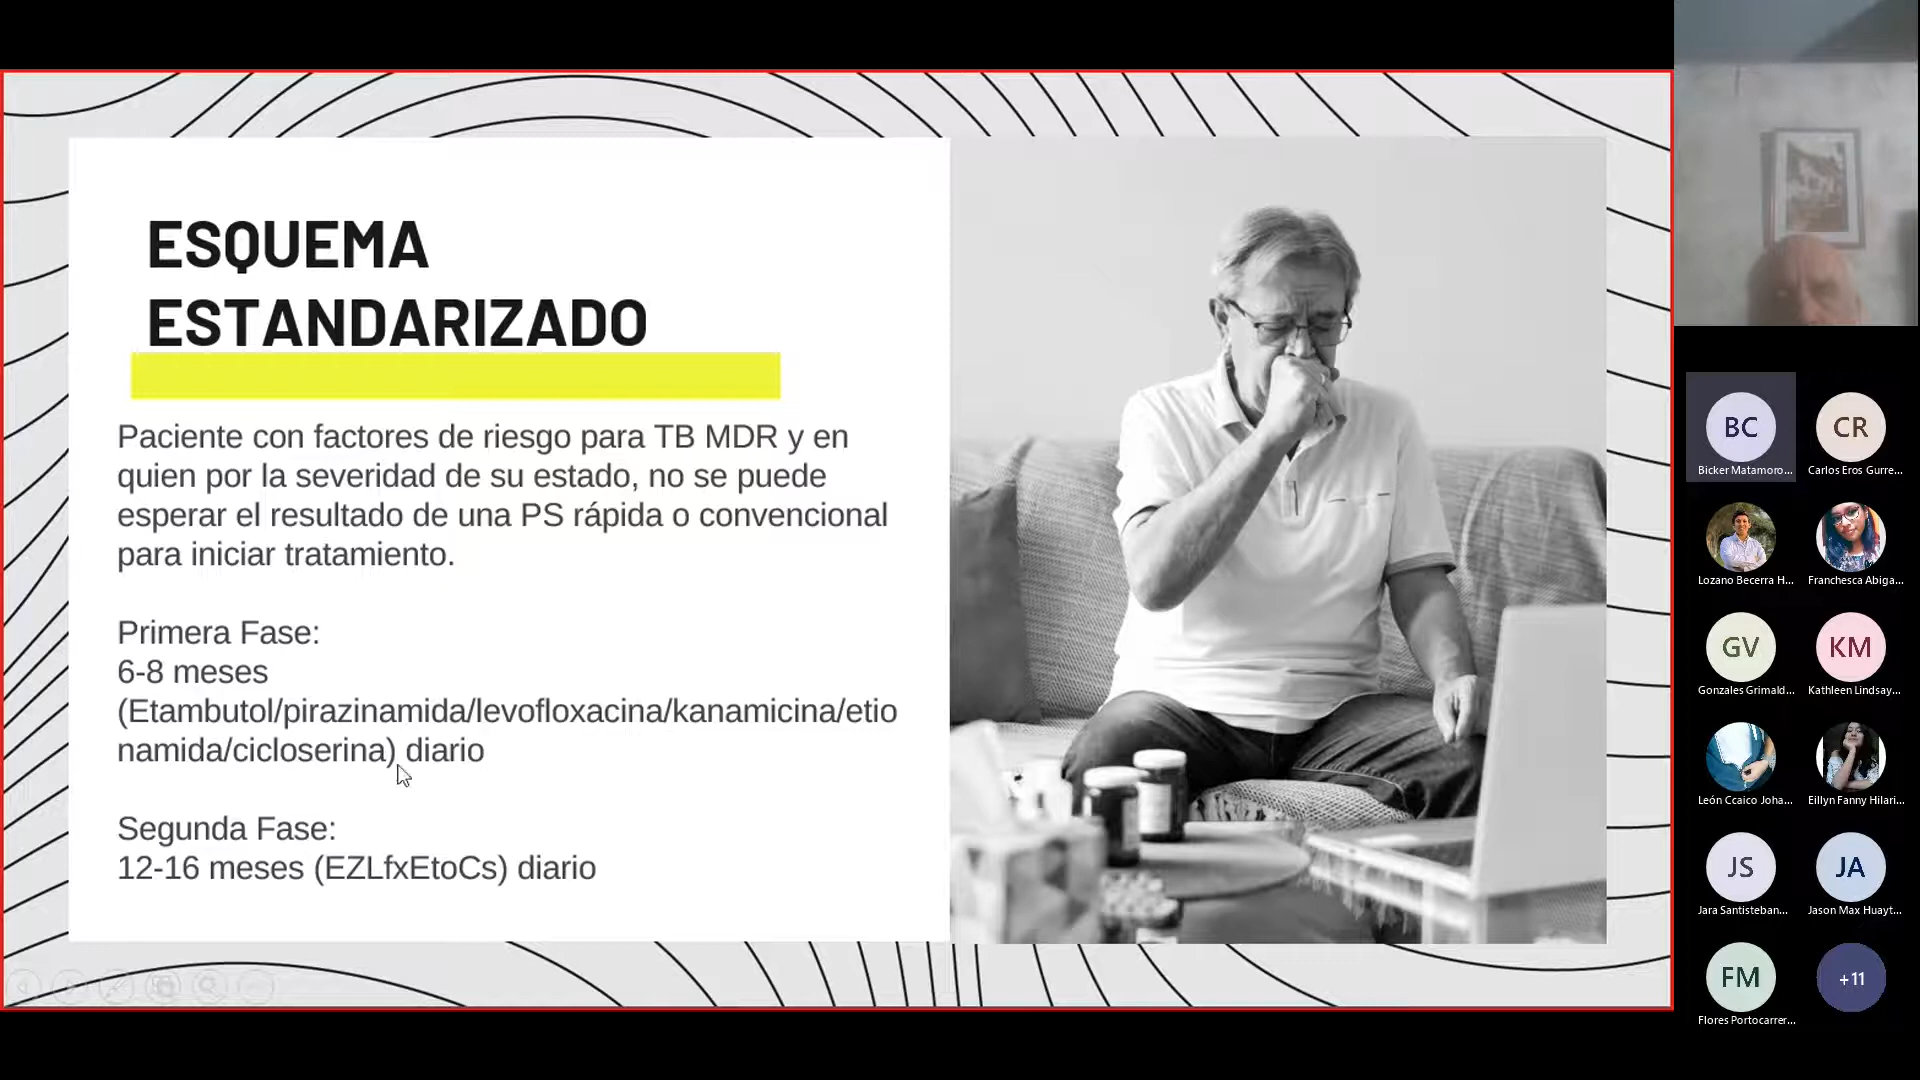 ESQUEMA
ESTANDARIZADO
Paciente con factores de riesgo para TB MDR y en
quien por la severidad de su estado, no se puede
esperar el resultado de una PS rápida o convencional
para iniciar tratamiento.
Primera Fase:
6-8 meses
(Etambutol/pirazinamida/levofloxacina/kanamicina/etio
namida/cicloserina) diario
Segunda Fase:
12-16 meses (EZLfxEtoCs) diario
BC
CR
Bicker Matamoro...
Carlos Eros Gurre...
Lozano Becerra H...
Franchesca Abiga...
GV
KM
Gonzales Grimald...
Kathleen Lindsay...
León Ccaico Joha...
Eillyn Fanny Hilari...
JS
JA
Jara Santisteban...
Jason Max Huayt...
FM
+11
Flores Portocarrer...